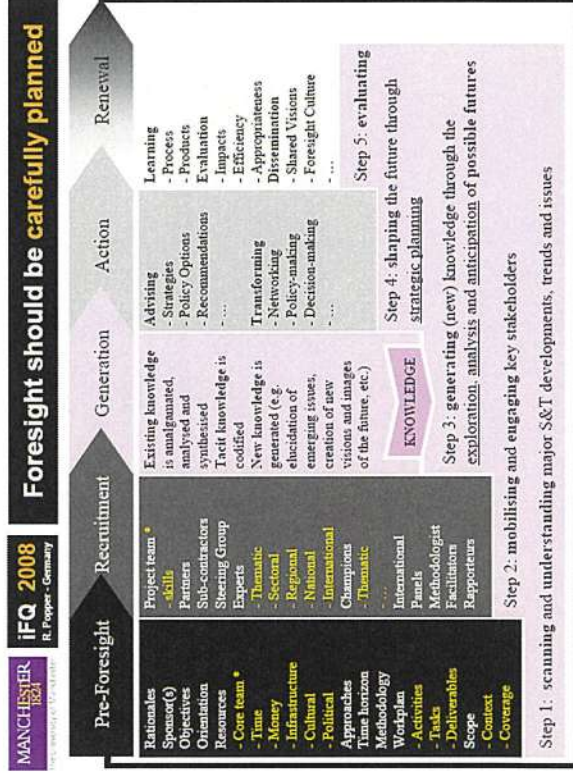 MANCHESTER
1824
iFQ 2008
R. Popper - Germany
Foresight should be carefully planned
Pre-Foresight
Rationales
Sponsor(s)
Objectives
Orientation
Resources
- Core team *
- Time
- Money
- Infrastructure
- Cultural
- Political
Approaches
Time horizon
Methodology
Workplan
- Activities
- Tasks
- Deliverables
Scope
- Context
- Coverage
Recruitment
Project team *
- skills
Partners
Sub-contractors
Steering Group
Experts
- Thematic
- Sectoral
- Regional
- National
- International
Champions
- Thematic
- ...
International
Panels
Methodologist
Facilitators
Rapporteurs
Generation
Existing knowledge
is amalgamated,
analysed and
synthesised
Tacit knowledge is
codified
New knowledge is
generated (e.g.
elucidation of
emerging issues,
creation of new
visions and images
of the future, etc.)
KNOWLEDGE
Action
Advising
- Strategies
- Policy Options
- Recommendations
- ...
Transforming
- Networking
- Policy-making
- Decision-making
- ...
Renewal
Learning
- Process
- Products
Evaluation
- Impacts
- Efficiency
- Appropriateness
Dissemination
- Shared Visions
- Foresight Culture
- ...
Step 5: evaluating
Step 4: shaping the future through
strategic planning
Step 3: generating (new) knowledge through the
exploration, analysis and anticipation of possible futures
Step 2: mobilising and engaging key stakeholders
Step 1: scanning and understanding major S&T developments, trends and issues